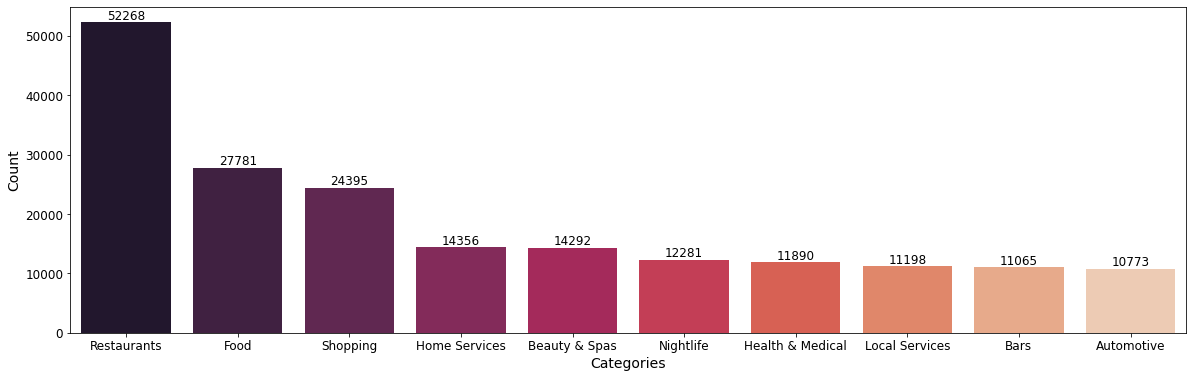 52268
50000
40000
30000
27781
24395
20000
14356
14292
12281
11890
11198
11065
10773
10000
0
Count
Restaurants
Food
Shopping
Home Services
Beauty & Spas
Nightlife
Health & Medical
Local Services
Bars
Automotive
Categories